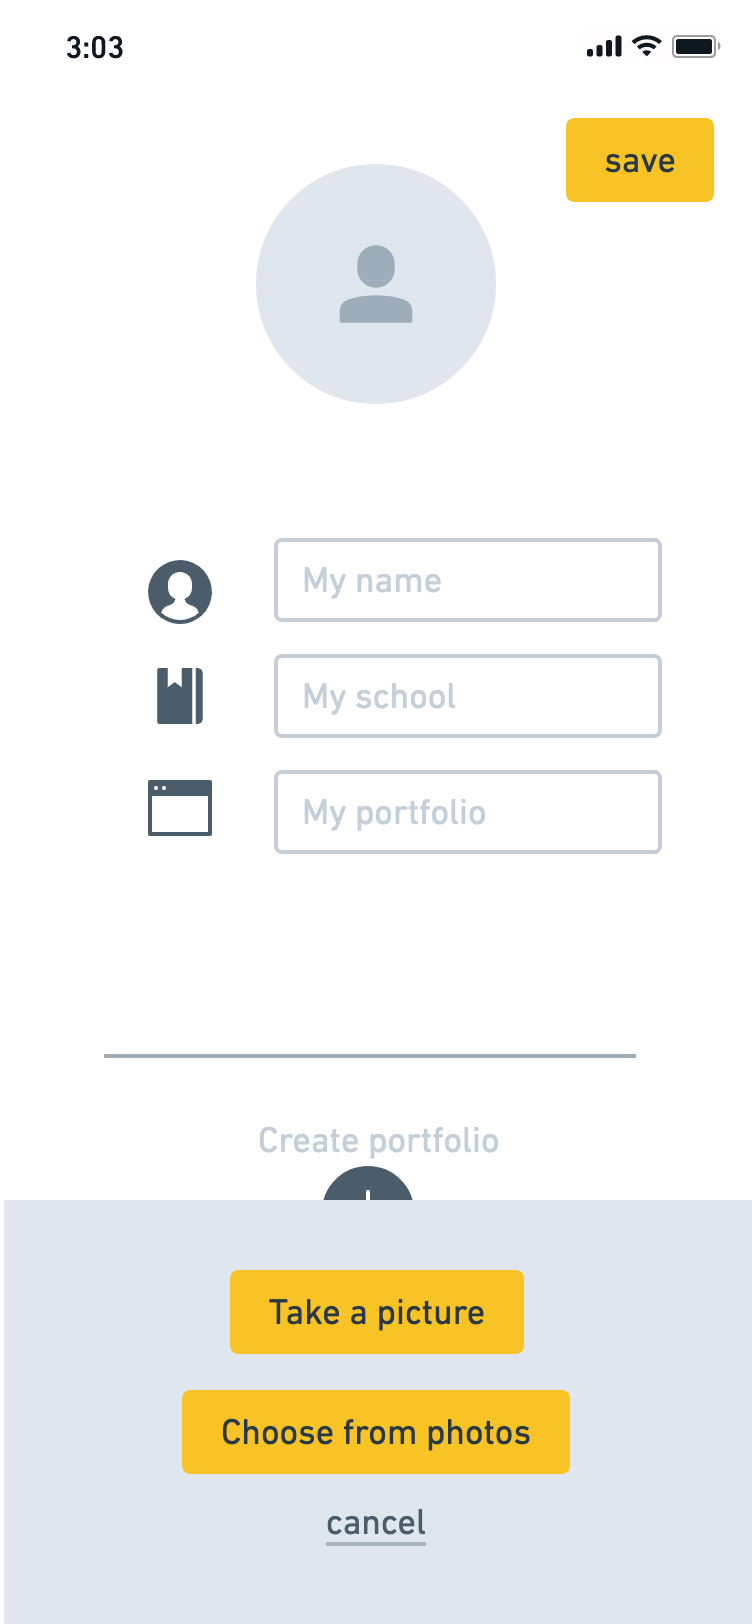 3:03
save
My name
My school
My portfolio
Create portfolio
Take a picture
Choose from photos
cancel